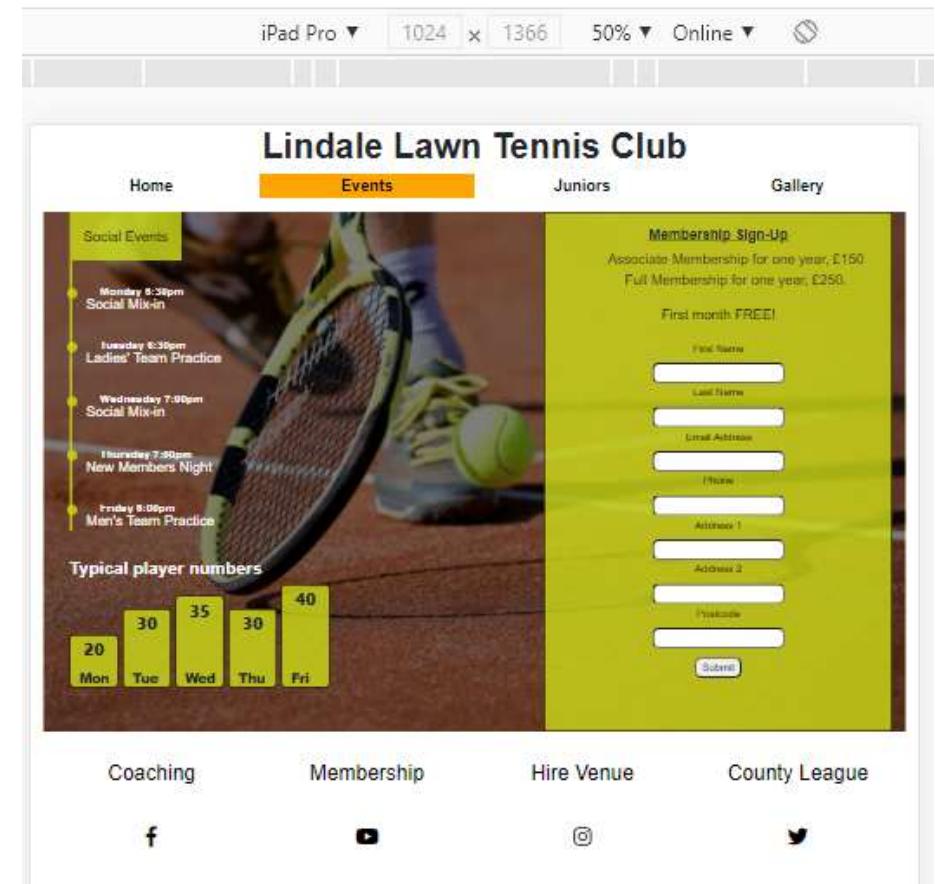 iPad Pro ▼ 1024 x 1366 50% ▼ Online ▼
Lindale Lawn Tennis Club
Home Events Juniors Gallery
Social Events
Monday 6:30pm
Social Mix-in
Tuesday 6:30pm
Ladies' Team Practice
Wednesday 7:00pm
Social Mix-in
Thursday 7:00pm
New Members Night
Friday 6:00pm
Men's Team Practice
Typical player numbers
20 30 35 30 40
Mon Tue Wed Thu Fri
Membership Sign-Up
Associate Membership for one year, £150
Full Membership for one year, £250.
First month FREE!
First Name
Last Name
Email Address
Phone
Address 1
Address 2
Postcode
Submit
Coaching Membership Hire Venue County League